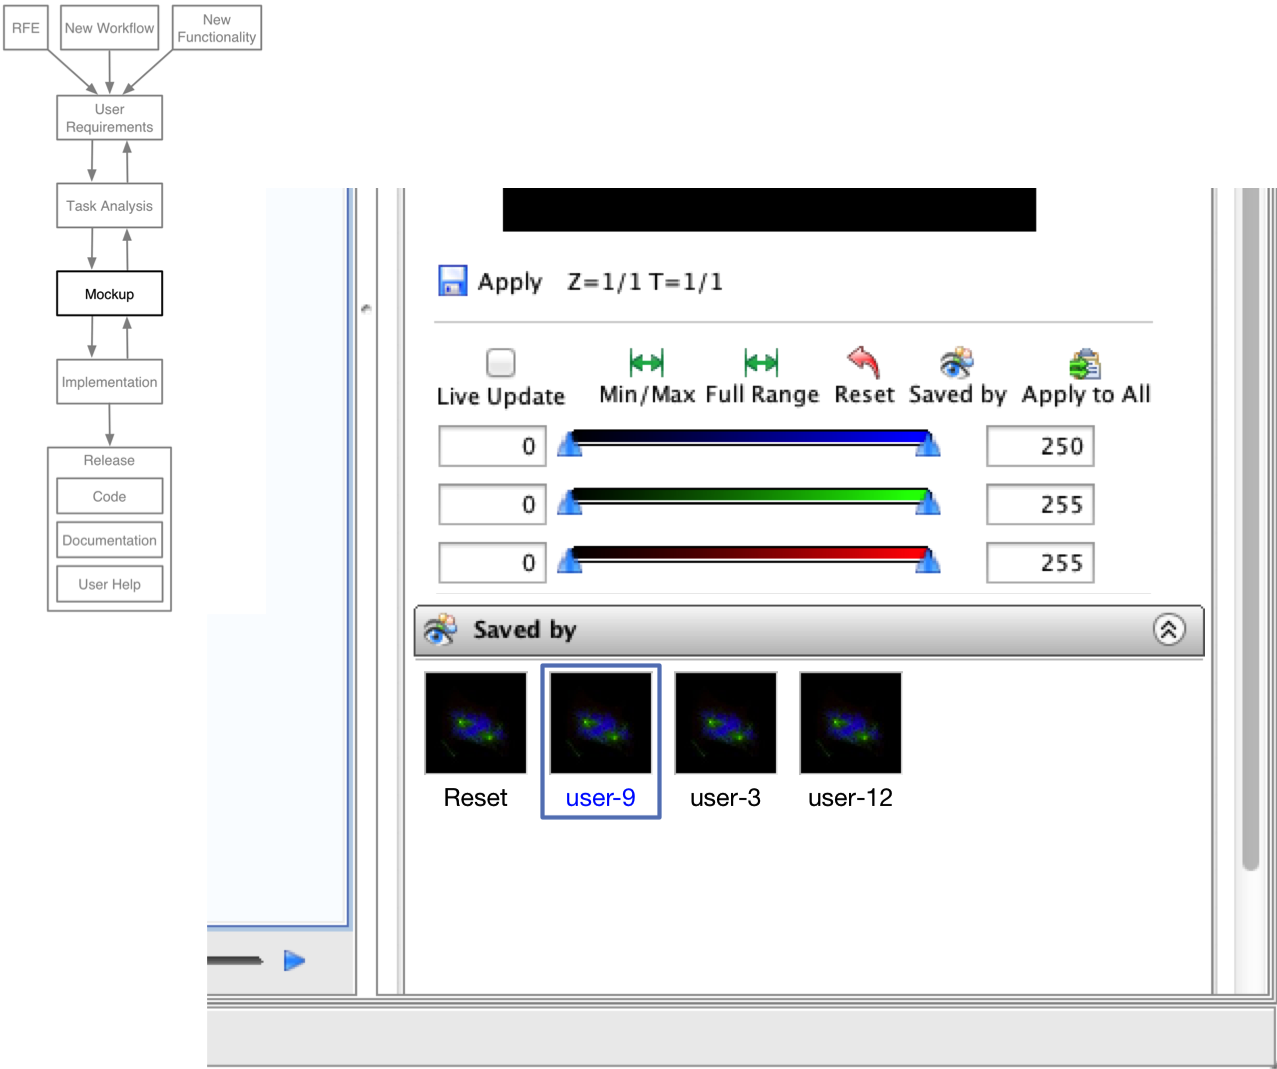 RFE
New Workflow
New
Functionality
User
Requirements
Task Analysis
Mockup
Implementation
Release
Code
Documentation
User Help
Apply Z=1/1 T=1/1
Live Update Min/Max Full Range Reset Saved by Apply to All
0 250
0 255
0 255
Saved by
Reset user-9 user-3 user-12